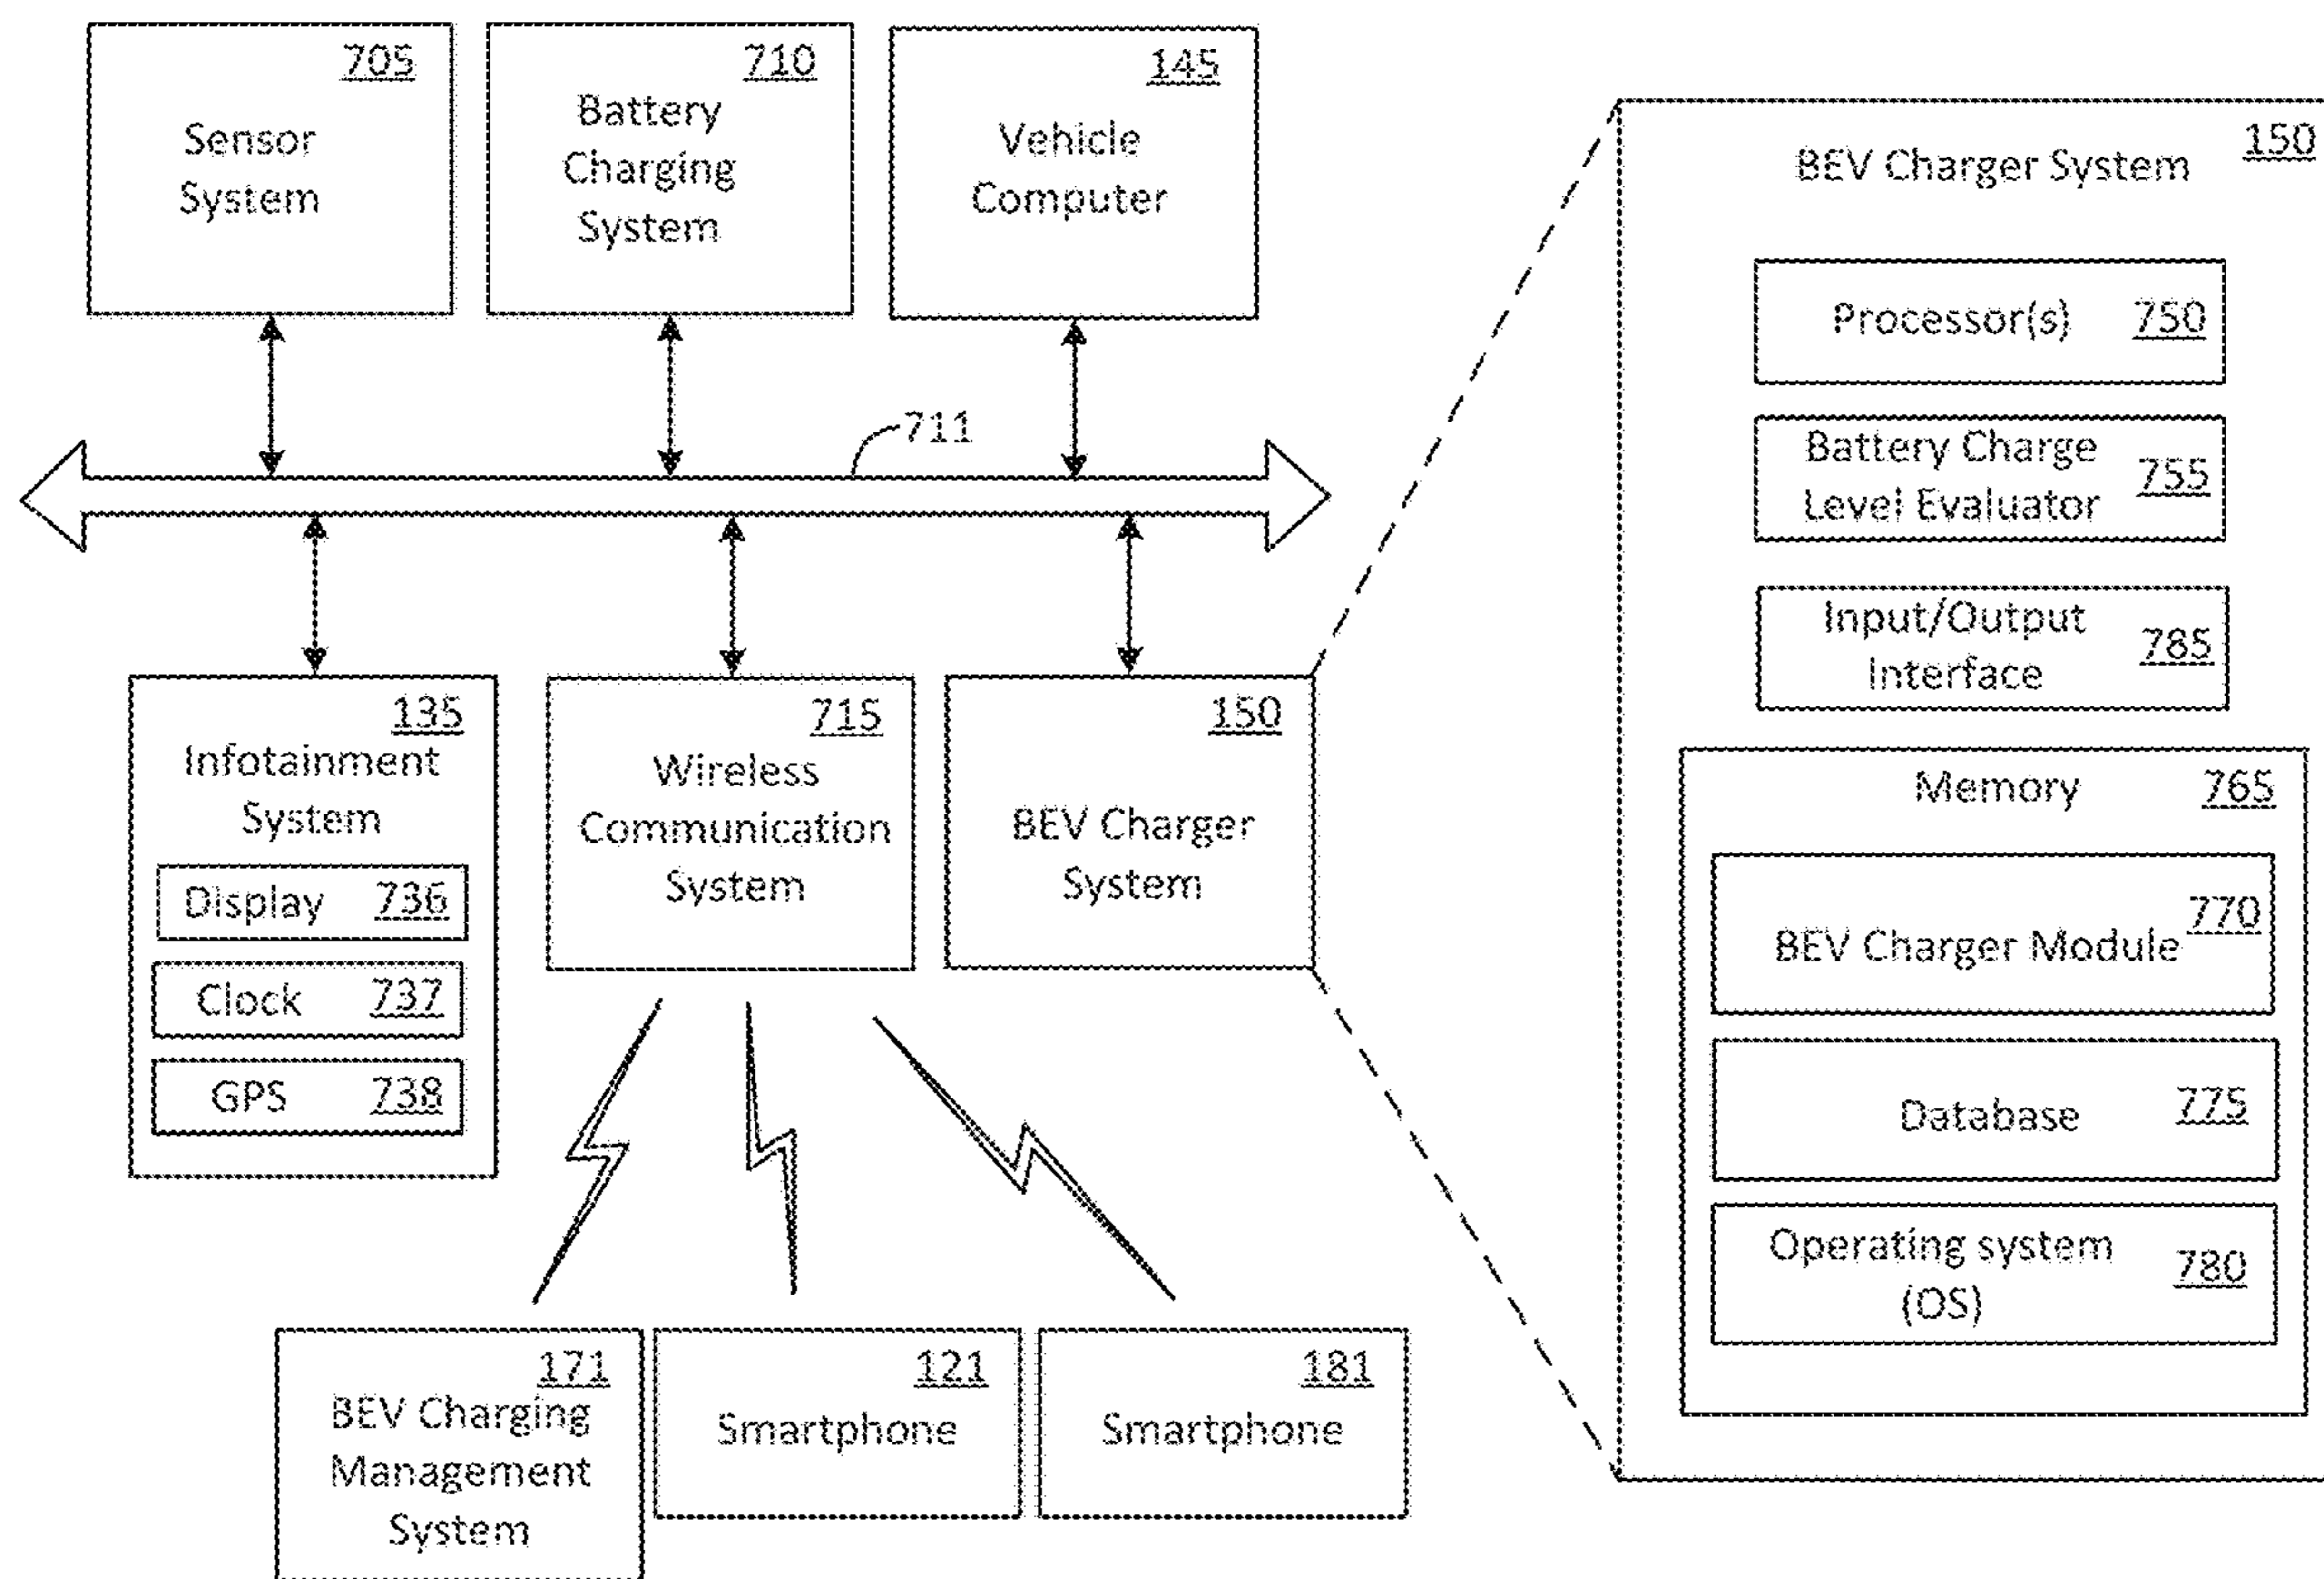 705
Sensor
System
710
Battery
Charging
System
145
Vehicle
Computer
711
135
Infotainment
System
Display 736
Clock 737
GPS 738
715
Wireless
Communication
System
150
BEV Charger
System
171
BEV Charging
Management
System
121
Smartphone
181
Smartphone
150
BEV Charger System
Processor(s) 750
Battery Charge
Level Evaluator
755
Input/Output
Interface
785
Memory 765
770
BEV Charger Module
Database 775
Operating system
(OS)
780